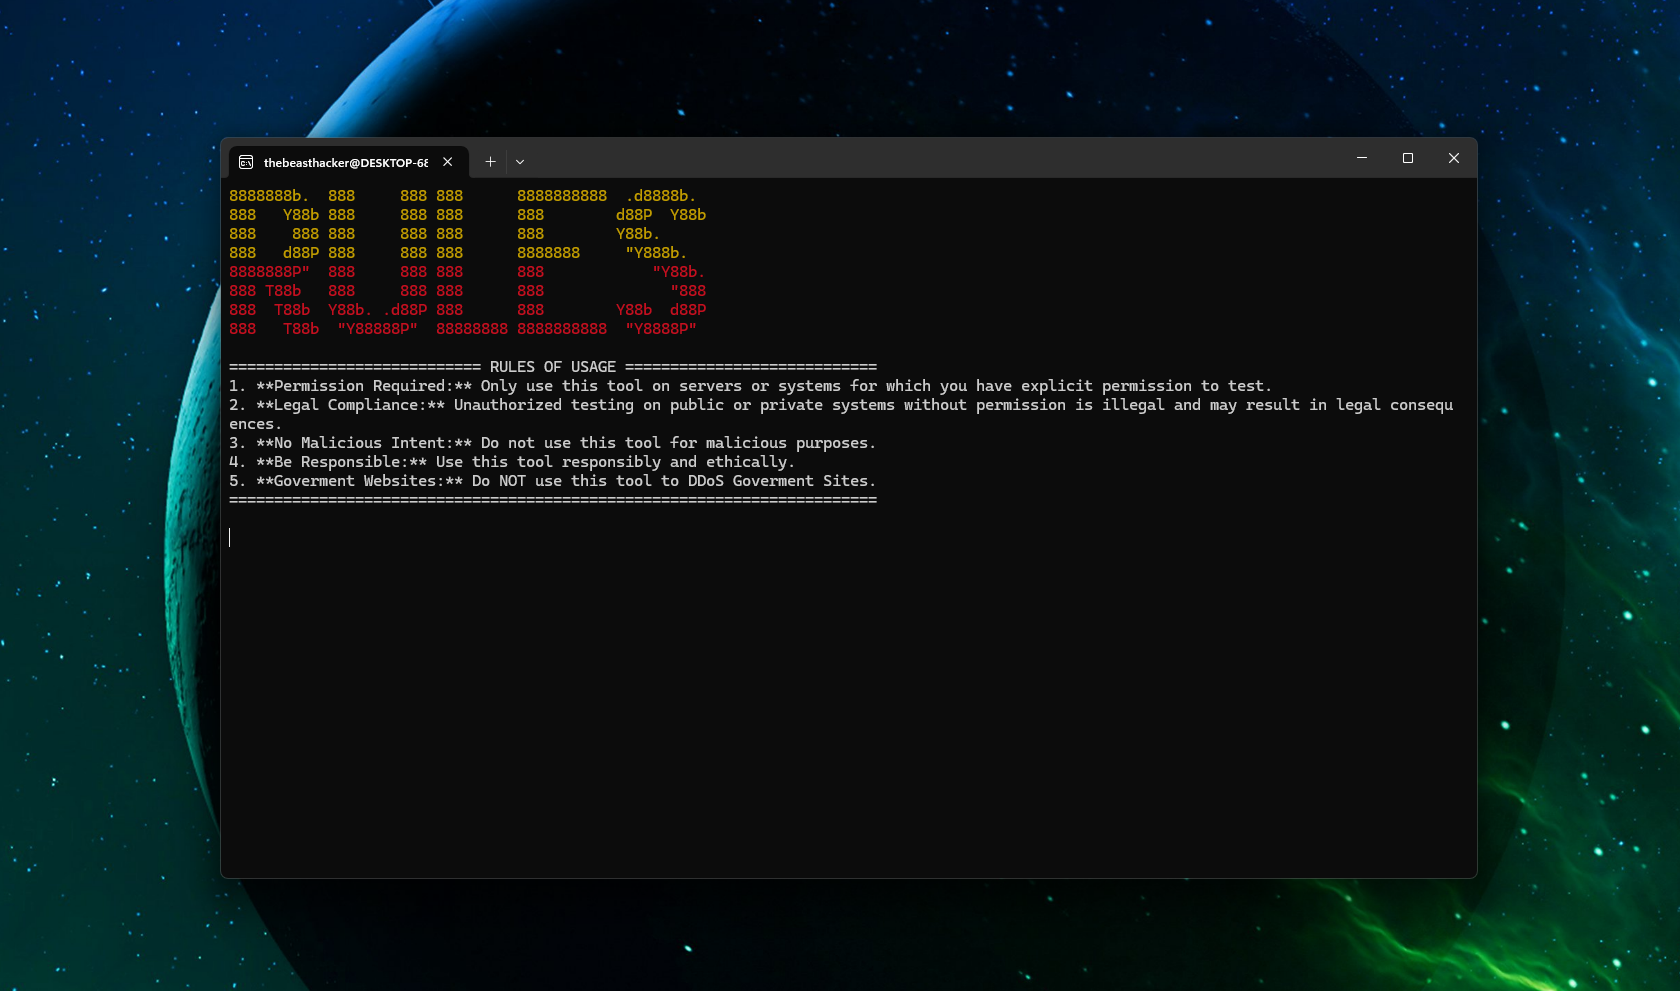 thebeasthacker@DESKTOP-68
8888888b.  888     888 888      8888888888  .d8888b.
888   Y88b 888     888 888      888        d88P  Y88b
888    888 888     888 888      888        Y88b.
888   d88P 888     888 888      8888888     "Y888b.
8888888P"  888     888 888      888            "Y88b.
888 T88b   888     888 888      888              "888
888  T88b  Y88b. .d88P 888      888        Y88b  d88P
888   T88b  "Y88888P"  88888888 8888888888  "Y8888P"
============================ RULES OF USAGE ============================
1. **Permission Required:** Only use this tool on servers or systems for which you have explicit permission to test.
2. **Legal Compliance:** Unauthorized testing on public or private systems without permission is illegal and may result in legal consequ
ences.
3. **No Malicious Intent:** Do not use this tool for malicious purposes.
4. **Be Responsible:** Use this tool responsibly and ethically.
5. **Goverment Websites:** Do NOT use this tool to DDoS Goverment Sites.
========================================================================